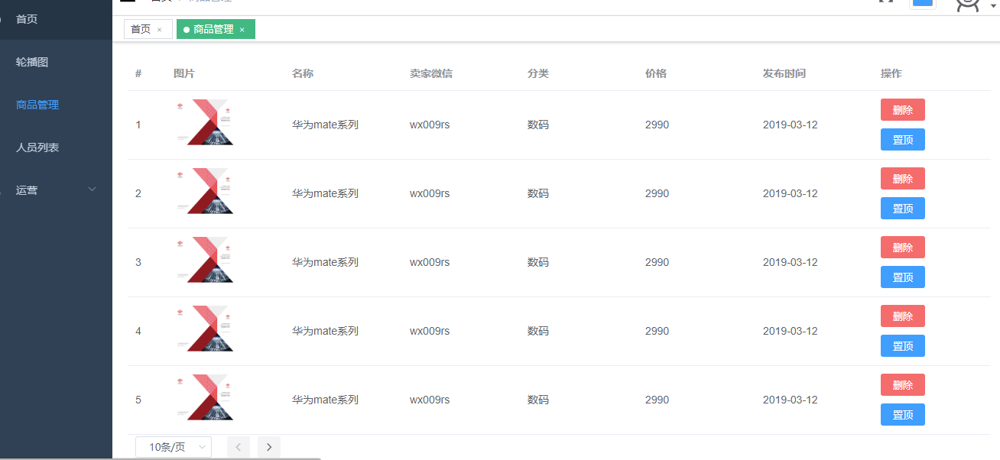 首页 / 商品管理
首页
轮播图
商品管理
人员列表
运营
首页 × 商品管理 ×
# 图片 名称 卖家微信 分类 价格 发布时间 操作
1 华为mate系列 wx009rs 数码 2990 2019-03-12 删除
置顶
2 华为mate系列 wx009rs 数码 2990 2019-03-12 删除
置顶
3 华为mate系列 wx009rs 数码 2990 2019-03-12 删除
置顶
4 华为mate系列 wx009rs 数码 2990 2019-03-12 删除
置顶
5 华为mate系列 wx009rs 数码 2990 2019-03-12 删除
置顶
10条/页